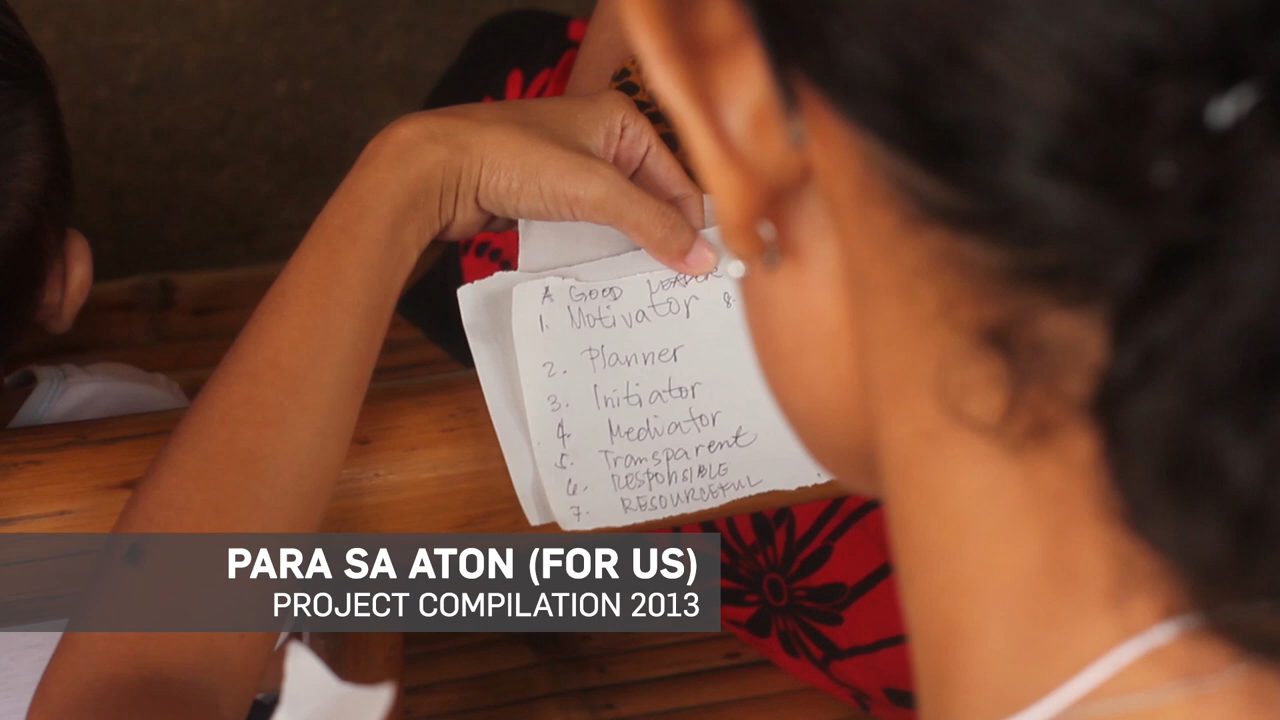 A GOOD LEADER
1. Motivator 8.
2. Planner
3. Initiator
4. Mediator
5. Transparent
6. RESPONSIBLE
7. RESOURCEFUL
PARA SA ATON (FOR US)
PROJECT COMPILATION 2013